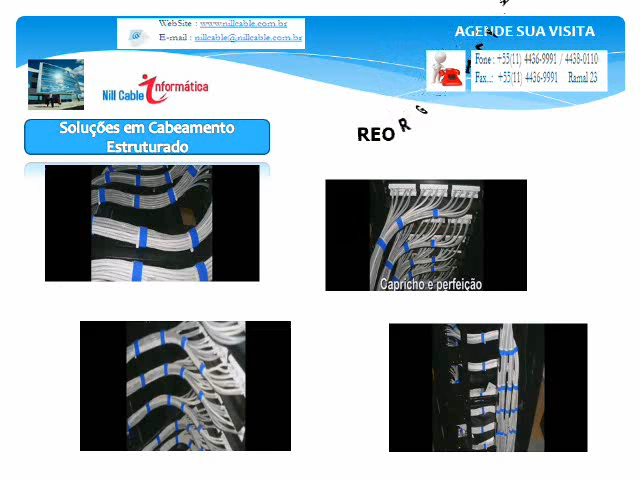 WebSite : www.nillcable.com.br
E-mail : nillcable@nillcable.com.br
AGENDE SUA VISITA
Fone : +55(11) 4436-9991 / 4438-0110
Fax..: +55(11) 4436-9991 Ramal 23
Nill Cable informática
Soluções em Cabeamento
Estruturado
REORG
Capricho e perfeição